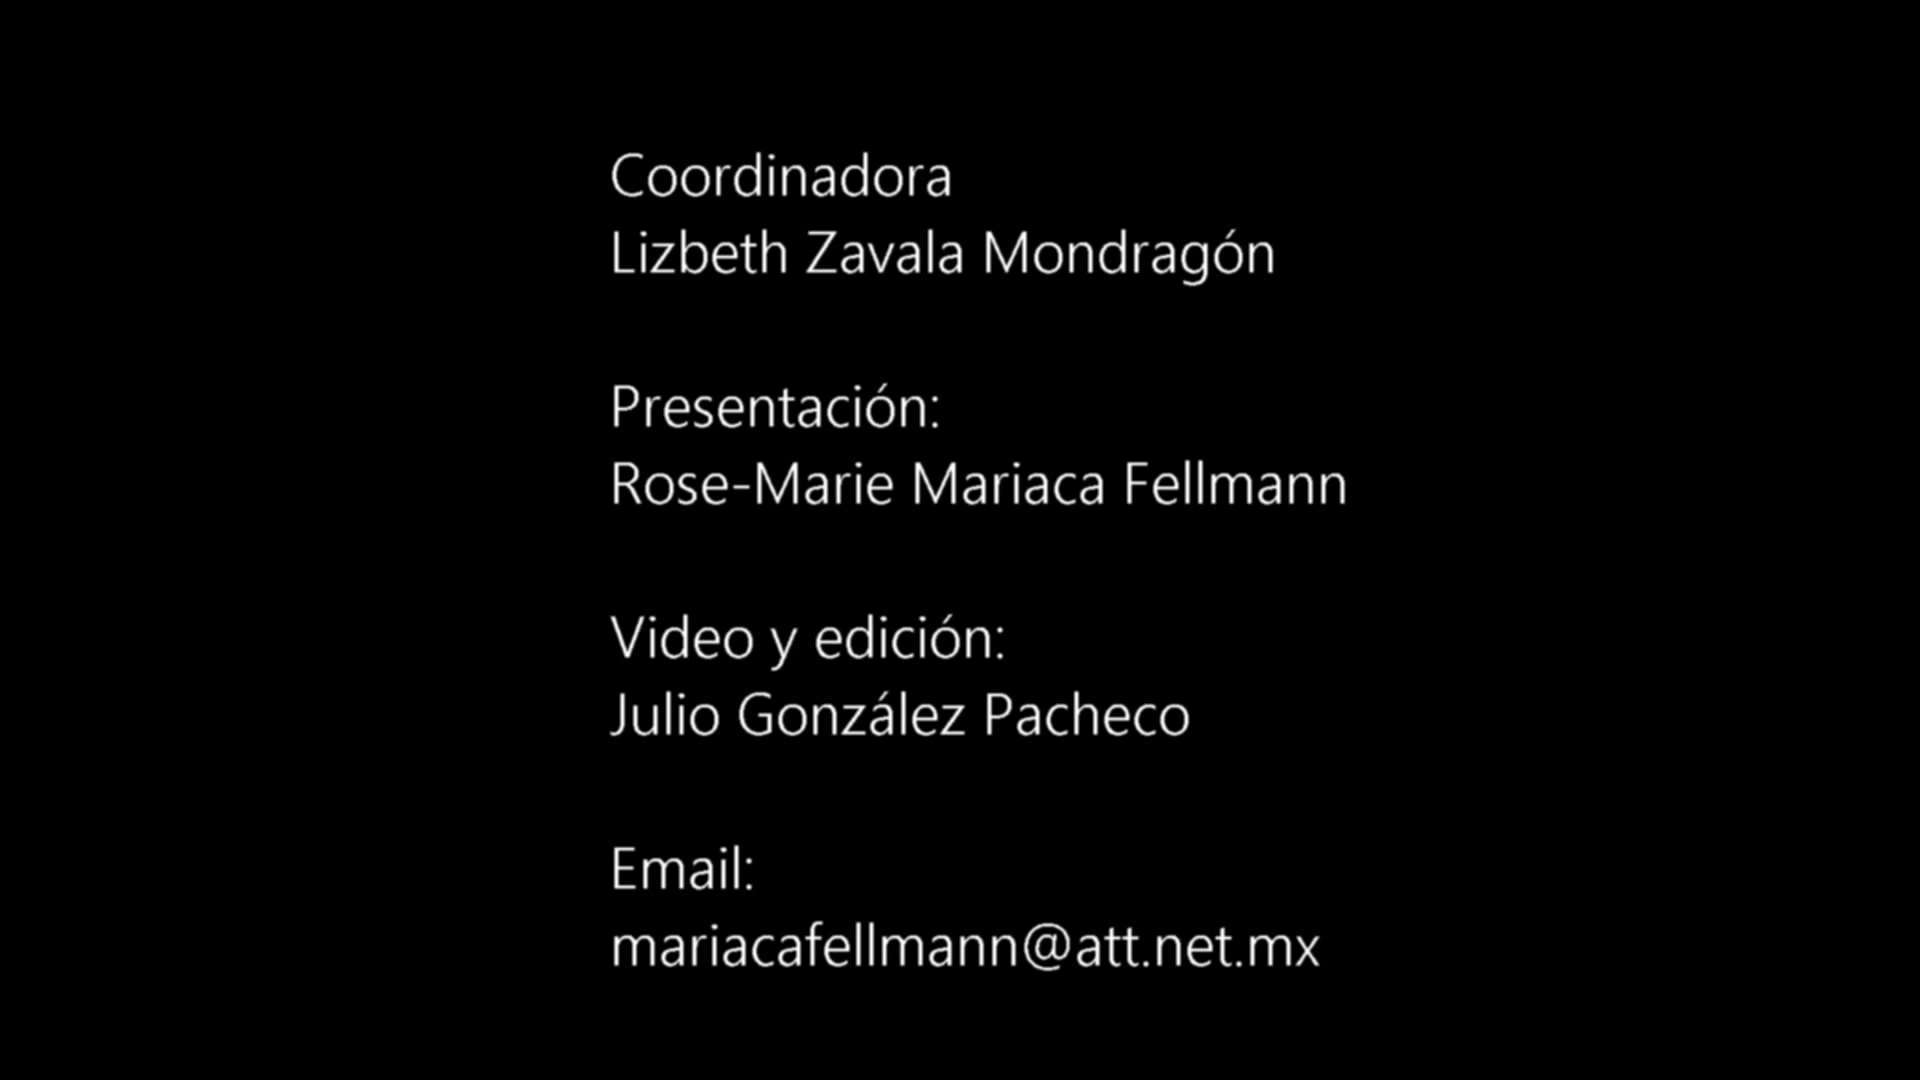 Coordinadora
Lizbeth Zavala Mondragón
Presentación:
Rose-Marie Mariaca Fellmann
Video y edición:
Julio González Pacheco
Email:
mariacafellmann@att.net.mx